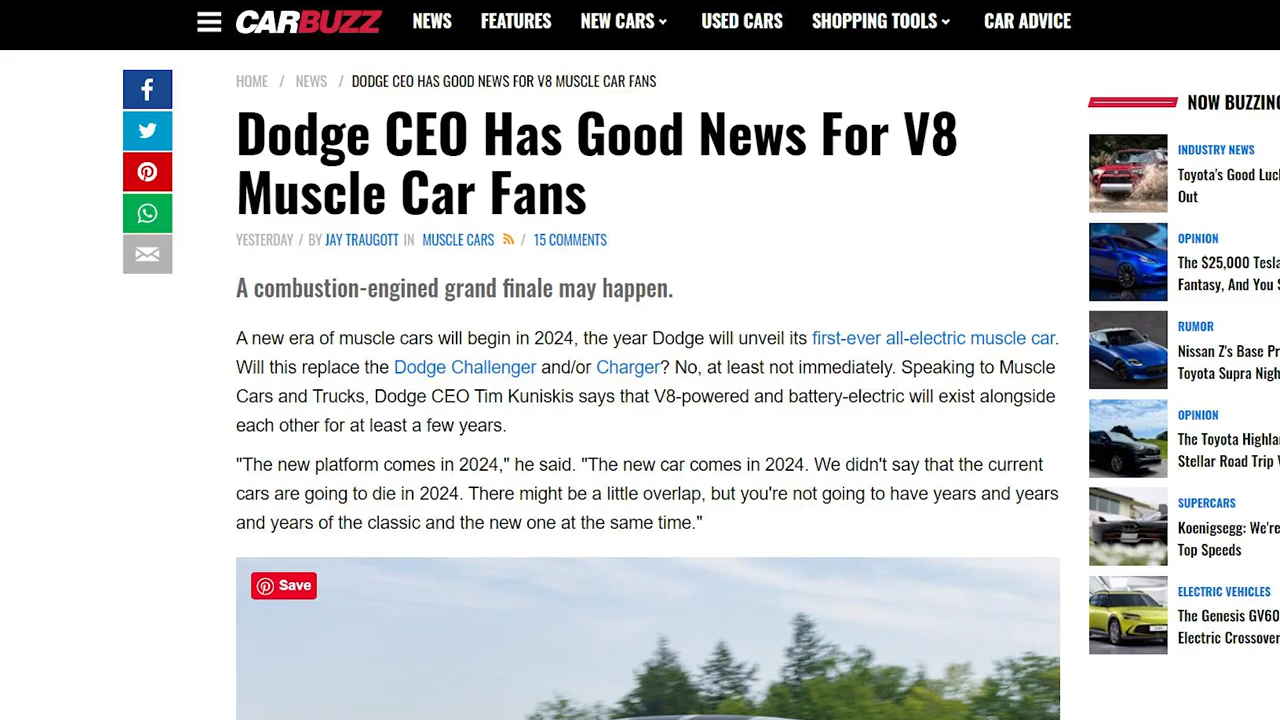 CARBUZZ
NEWS
FEATURES
NEW CARS
USED CARS
SHOPPING TOOLS
CAR ADVICE
HOME / NEWS / DODGE CEO HAS GOOD NEWS FOR V8 MUSCLE CAR FANS
Dodge CEO Has Good News For V8
Muscle Car Fans
YESTERDAY / BY JAY TRAUGOTT IN MUSCLE CARS / 15 COMMENTS
A combustion-engined grand finale may happen.
A new era of muscle cars will begin in 2024, the year Dodge will unveil its first-ever all-electric muscle car.
Will this replace the Dodge Challenger and/or Charger? No, at least not immediately. Speaking to Muscle
Cars and Trucks, Dodge CEO Tim Kuniskis says that V8-powered and battery-electric will exist alongside
each other for at least a few years.
"The new platform comes in 2024," he said. "The new car comes in 2024. We didn't say that the current
cars are going to die in 2024. There might be a little overlap, but you're not going to have years and years
and years of the classic and the new one at the same time."
Save
NOW BUZZING
INDUSTRY NEWS
Toyota's Good Luc
Out
OPINION
The $25,000 Tesla
Fantasy, And You S
RUMOR
Nissan Z's Base Pr
Toyota Supra Nigh
OPINION
The Toyota Highla
Stellar Road Trip
SUPERCARS
Koenigsegg: We're
Top Speeds
ELECTRIC VEHICLES
The Genesis GV60
Electric Crossover